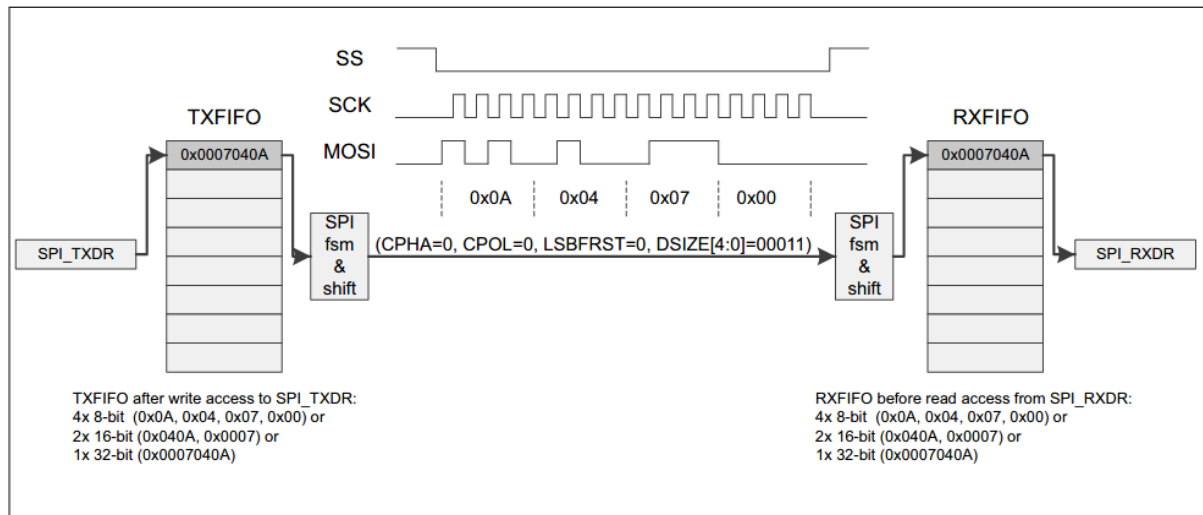 SS
SCK
MOSI
TXFIFO
0x0007040A
RXFIFO
0x0007040A
0x0A 0x04 0x07 0x00
SPI_TXDR
SPI
fsm
&
shift
(CPHA=0, CPOL=0, LSBFRST=0, DSIZE[4:0]=00011)
SPI
fsm
&
shift
SPI_RXDR
TXFIFO after write access to SPI_TXDR:
4x 8-bit (0x0A, 0x04, 0x07, 0x00) or
2x 16-bit (0x040A, 0x0007) or
1x 32-bit (0x0007040A)
RXFIFO before read access from SPI_RXDR:
4x 8-bit (0x0A, 0x04, 0x07, 0x00) or
2x 16-bit (0x040A, 0x0007) or
1x 32-bit (0x0007040A)